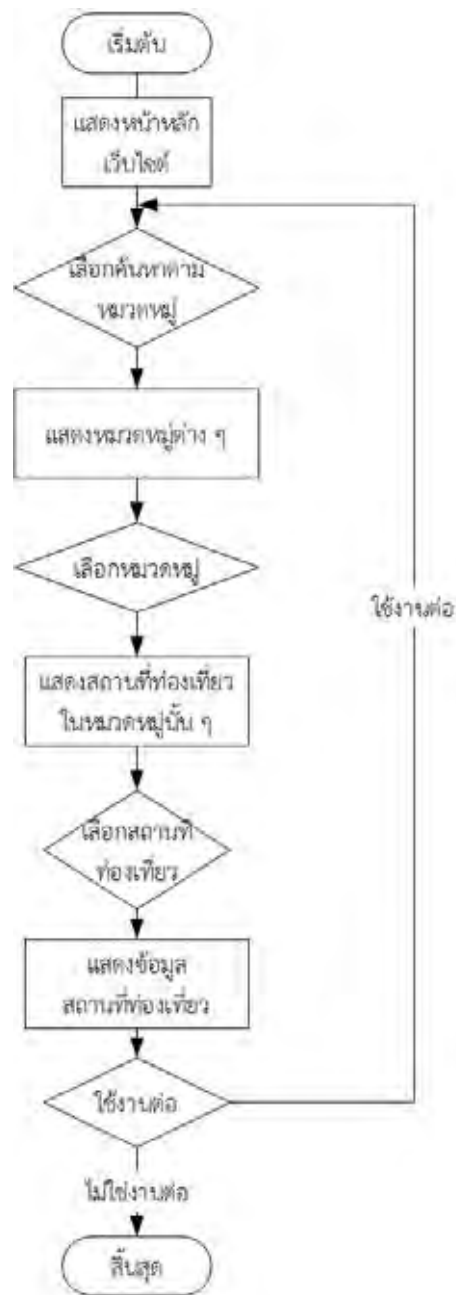 เริ่มต้น
แสดงหน้าหลัก
เว็บไซต์
เลือกค้นหาตาม
หมวดหมู่
แสดงหมวดหมู่ต่าง ๆ
เลือกหมวดหมู่
ใช้งานต่อ
แสดงสถานที่ท่องเที่ยว
ในหมวดหมู่นั้น ๆ
เลือกสถานที่
ท่องเที่ยว
แสดงข้อมูล
สถานที่ท่องเที่ยว
ใช้งานต่อ
ไม่ใช่งานต่อ
สิ้นสุด